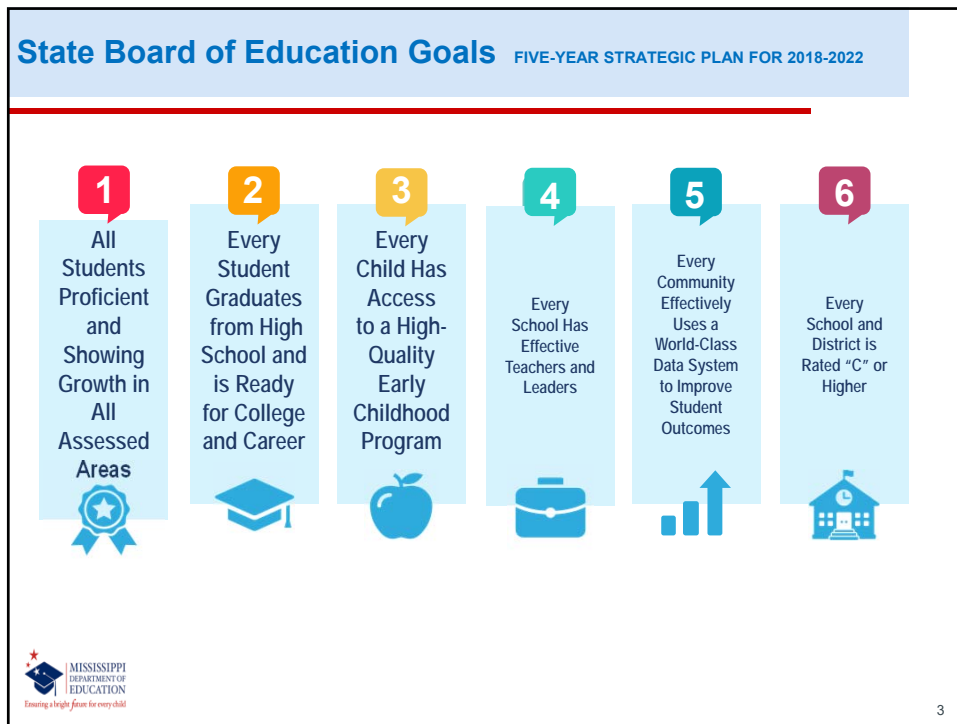 State Board of Education Goals FIVE-YEAR STRATEGIC PLAN FOR 2018-2022
1
All
Students
Proficient
and
Showing
Growth in
All
Assessed
Areas
2
Every
Student
Graduates
from High
School and
is Ready
for College
and Career
3
Every
Child Has
Access
to a High-
Quality
Early
Childhood
Program
4
Every
School Has
Effective
Teachers and
Leaders
5
Every
Community
Effectively
Uses a
World-Class
Data System
to Improve
Student
Outcomes
6
Every
School and
District is
Rated “C” or
Higher
MISSISSIPPI
DEPARTMENT OF
EDUCATION
Ensuring a bright future for every child
3